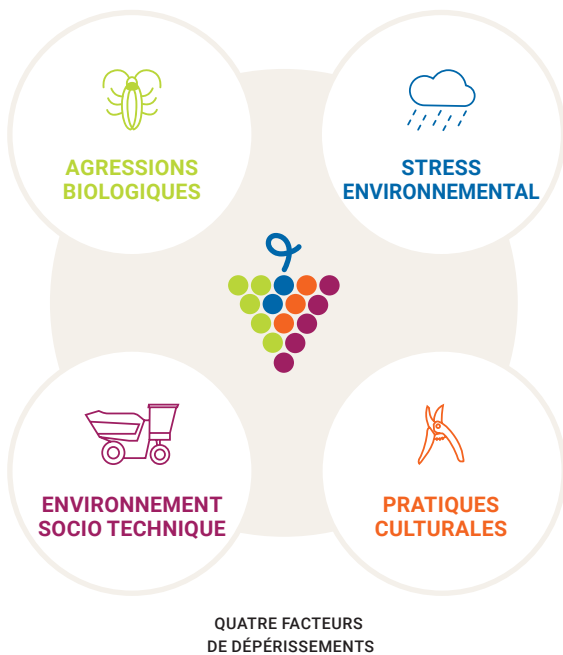 AGRESSIONS
BIOLOGIQUES
STRESS
ENVIRONNEMENTAL
ENVIRONNEMENT
SOCIO TECHNIQUE
PRATIQUES
CULTURALES
QUATRE FACTEURS
DE DÉPÉRISSEMENTS